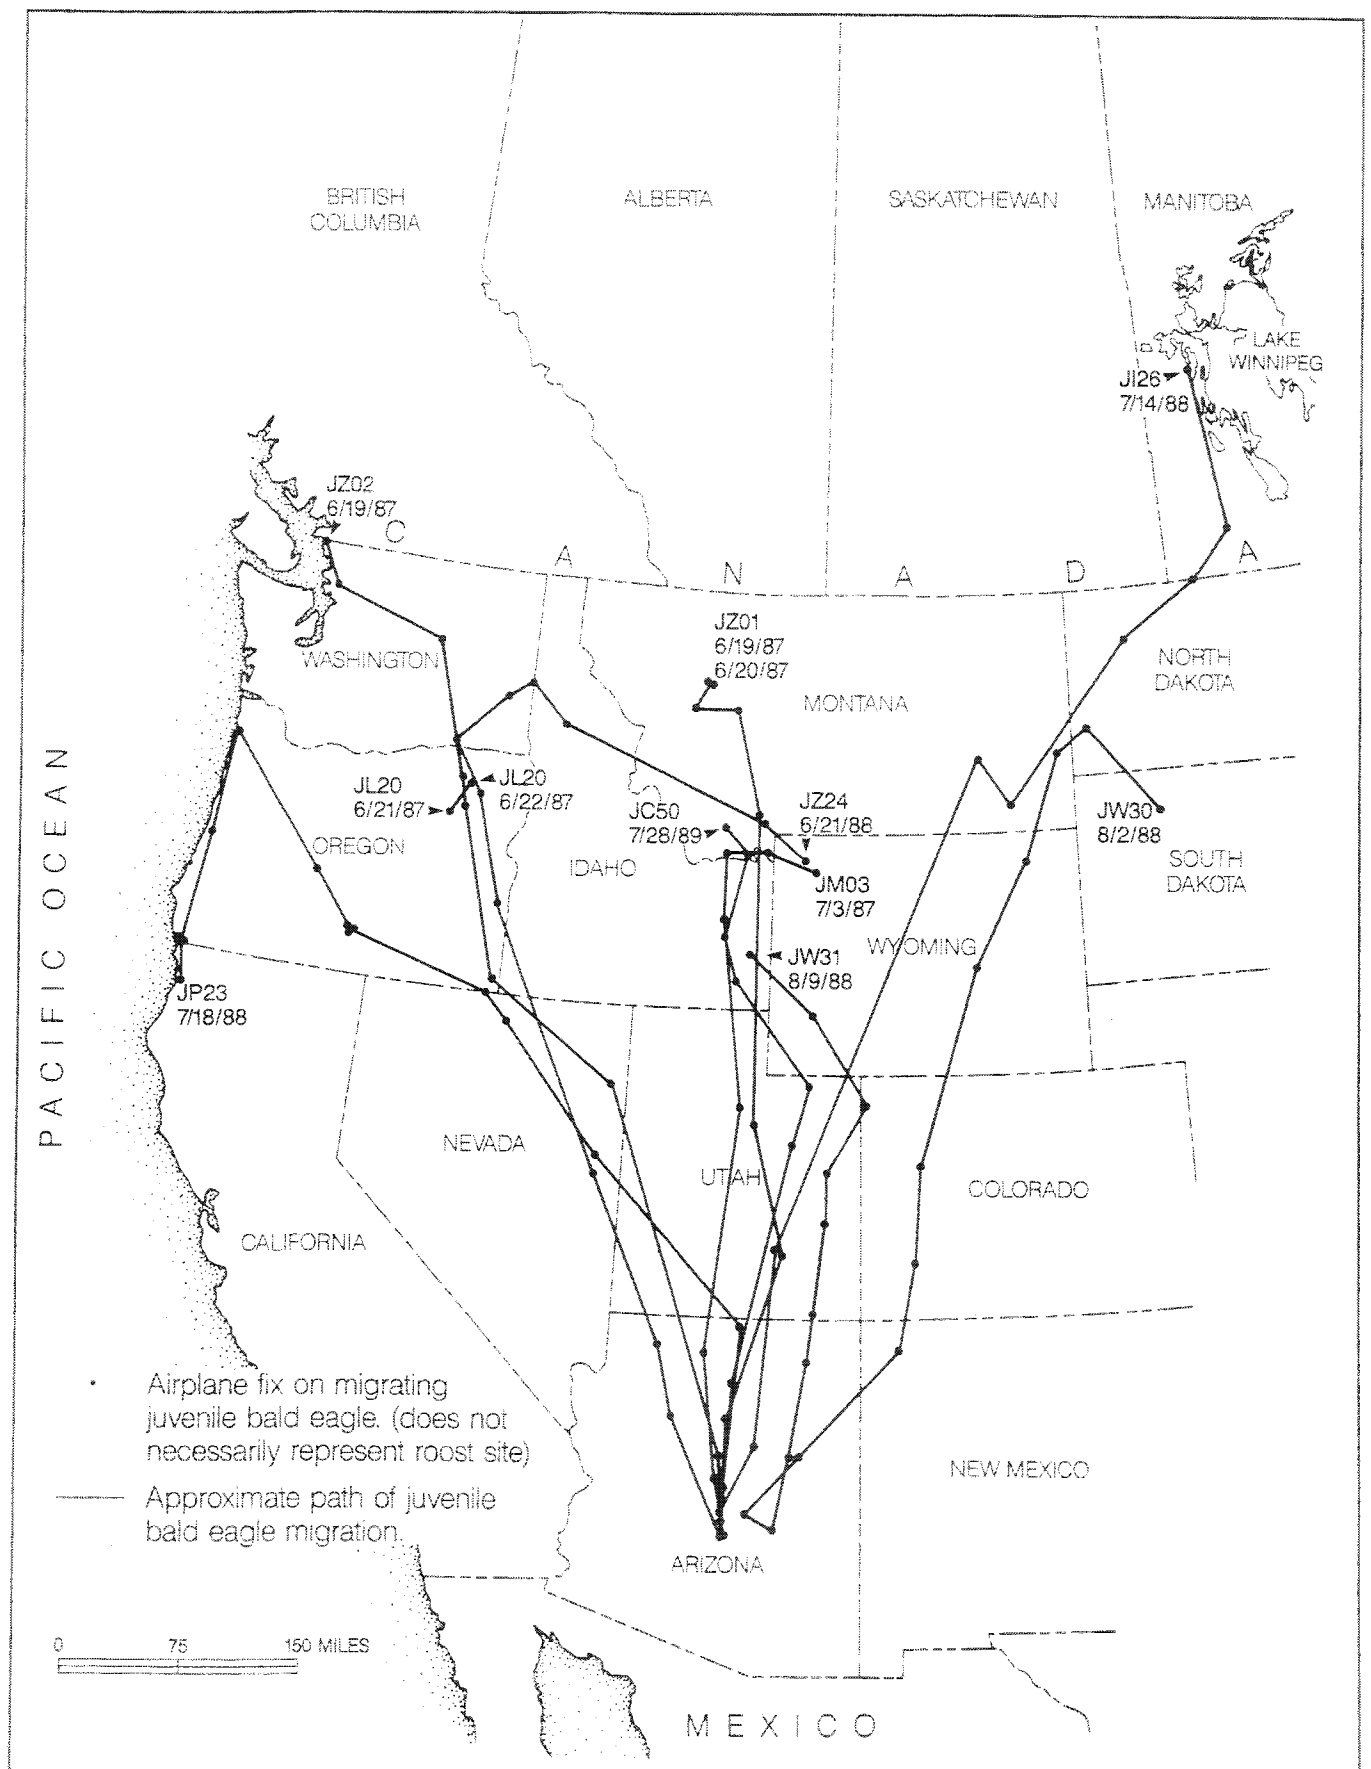 BRITISH
COLUMBIA
ALBERTA
SASKATCHEWAN
MANITOBA
LAKE
WINNIPEG
JI26
7/14/88
JZ02
6/19/87
C A N A D A
JZ01
6/19/87
6/20/87
WASHINGTON
MONTANA
NORTH
DAKOTA
JL20
6/21/87
JL20
6/22/87
JC50
7/28/89
JZ24
6/21/88
JW30
8/2/88
OREGON
IDAHO
SOUTH
DAKOTA
JM03
7/3/87
WYOMING
JW31
8/9/88
JP23
7/18/88
PACIFIC OCEAN
NEVADA
UTAH
COLORADO
CALIFORNIA
Airplane fix on migrating
juvenile bald eagle. (does not
necessarily represent roost site)
Approximate path of juvenile
bald eagle migration.
NEW MEXICO
ARIZONA
0 75 150 MILES
MEXICO